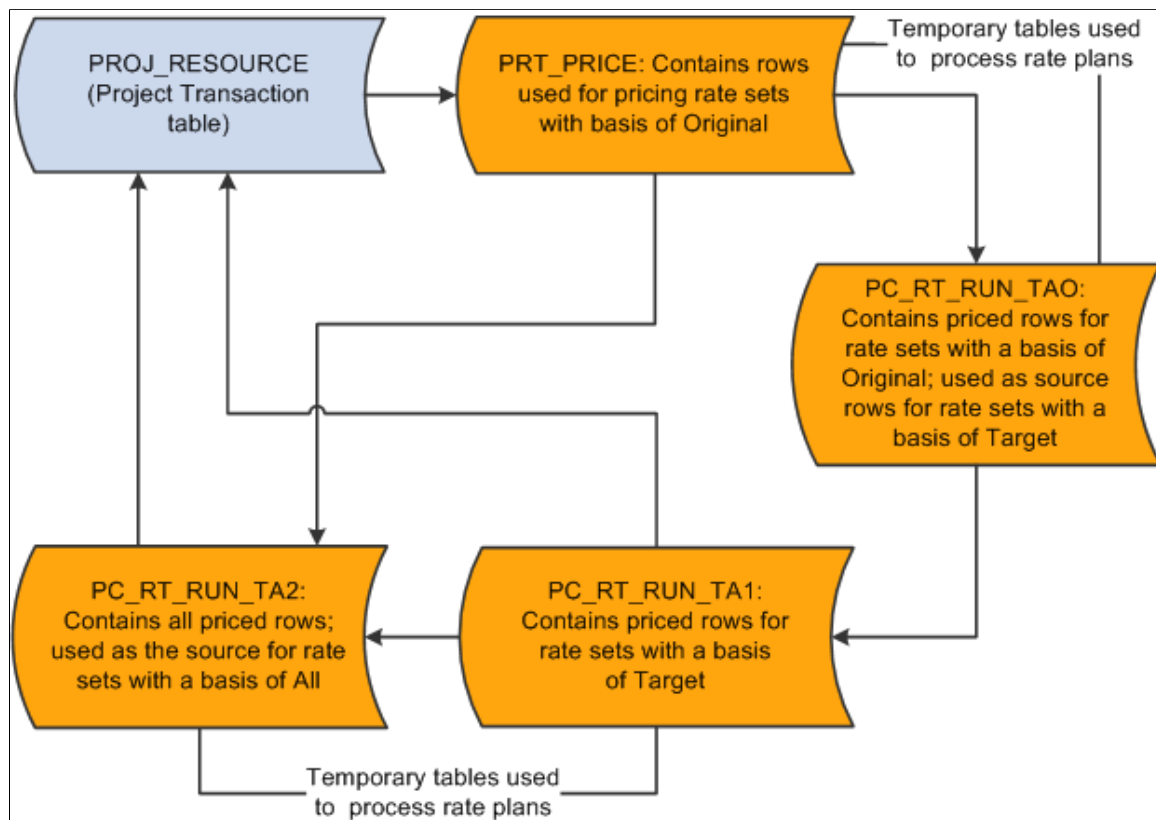 PROJ_RESOURCE
(Project Transaction
table)
PRT_PRICE: Contains rows
used for pricing rate sets
with basis of Original
Temporary tables used
to process rate plans
PC_RT_RUN_TAO:
Contains priced rows for
rate sets with a basis of
Original; used as source
rows for rate sets with a
basis of Target
PC_RT_RUN_TA2:
Contains all priced rows;
used as the source for rate
sets with a basis of All
PC_RT_RUN_TA1:
Contains priced rows for
rate sets with a basis
of Target
Temporary tables used
to process rate plans